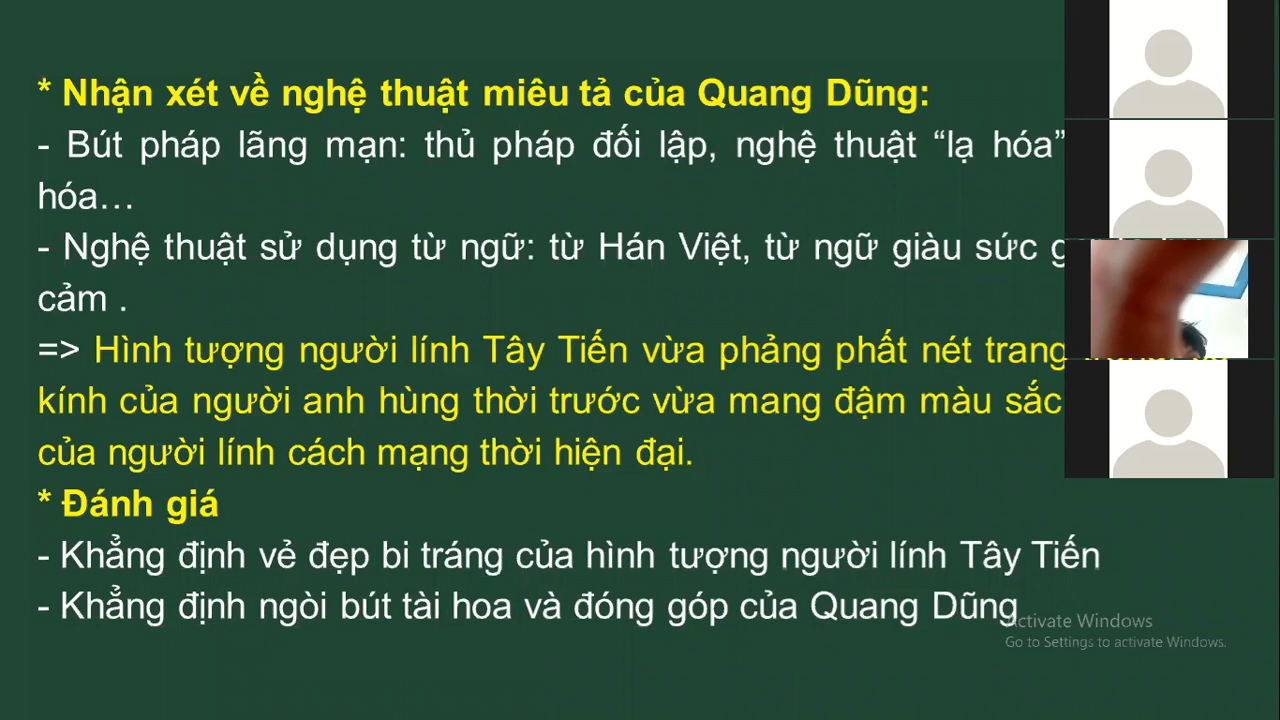 * Nhận xét về nghệ thuật miêu tả của Quang Dũng:
- Bút pháp lãng mạn: thủ pháp đối lập, nghệ thuật “lạ hóa”
hóa…
- Nghệ thuật sử dụng từ ngữ: từ Hán Việt, từ ngữ giàu sức
cảm .
=> Hình tượng người lính Tây Tiến vừa phảng phất nét trang
kính của người anh hùng thời trước vừa mang đậm màu sắc
của người lính cách mạng thời hiện đại.
* Đánh giá
- Khẳng định vẻ đẹp bi tráng của hình tượng người lính Tây Tiến
- Khẳng định ngòi bút tài hoa và đóng góp của Quang Dũng
Activate Windows
Go to Settings to activate Windows.